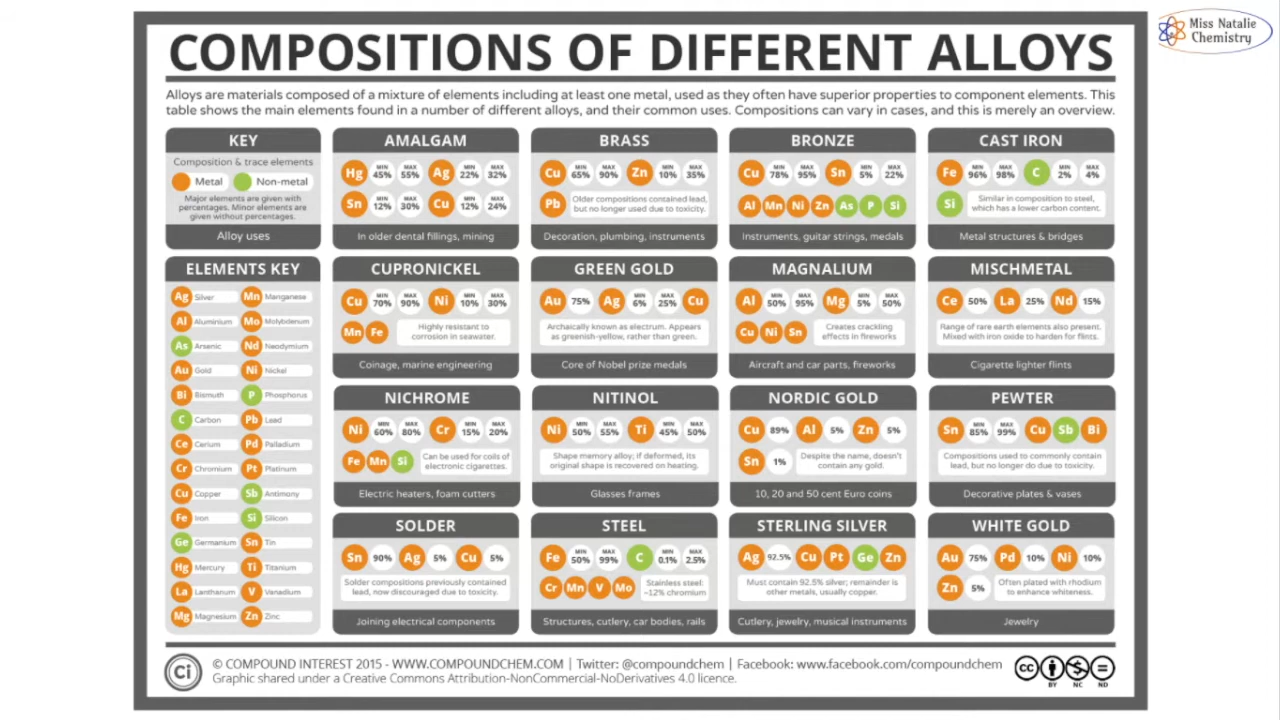 COMPOSITIONS OF DIFFERENT ALLOYS
Miss Natalie
Chemistry
Alloys are materials composed of a mixture of elements including at least one metal, used as they often have superior properties to component elements. This
table shows the main elements found in a number of different alloys, and their common uses. Compositions can vary in cases, and this is merely an overview.
KEY
Composition & trace elements
Metal Non-metal
Major elements are given with
percentages. Minor elements are
given without percentages.
Alloy uses
AMALGAM
Hg MIN 45% MAX 55% Ag MIN 22% MAX 32%
Sn MIN 12% MAX 30% Cu MIN 12% MAX 24%
In older dental fillings, mining
BRASS
Cu MIN 65% MAX 90% Zn MIN 10% MAX 35%
Pb Older compositions contained lead,
but no longer used due to toxicity.
Decoration, plumbing, instruments
BRONZE
Cu MIN 78% MAX 95% Sn MIN 5% MAX 22%
Al Mn Ni Zn As P Si
Instruments, guitar strings, medals
CAST IRON
Fe MIN 96% MAX 98% C MIN 2% MAX 4%
Si Similar in composition to steel,
which has a lower carbon content.
Metal structures & bridges
ELEMENTS KEY
Ag Silver Mn Manganese
Al Aluminium Mo Molybdenum
As Arsenic Nd Neodymium
Au Gold Ni Nickel
Bi Bismuth P Phosphorus
C Carbon Pb Lead
Ce Cerium Pd Palladium
Cr Chromium Pt Platinum
Cu Copper Sb Antimony
Fe Iron Si Silicon
Ge Germanium Sn Tin
Hg Mercury Ti Titanium
La Lanthanum V Vanadium
Mg Magnesium Zn Zinc
CUPRONICKEL
Cu MIN 70% MAX 90% Ni MIN 10% MAX 30%
Mn Fe Highly resistant to
corrosion in seawater.
Coinage, marine engineering
GREEN GOLD
Au 75% Ag MIN 6% MAX 25% Cu
Archaically known as electrum. Appears
as greenish-yellow, rather than green.
Core of Nobel prize medals
MAGNALIUM
Al MIN 50% MAX 95% Mg MIN 5% MAX 50%
Cu Ni Sn Creates crackling
effects in fireworks
Aircraft and car parts, fireworks
MISCHMETAL
Ce 50% La 25% Nd 15%
Range of rare earth elements also present.
Mixed with iron oxide to harden for flints.
Cigarette lighter flints
NICHROME
Ni MIN 60% MAX 80% Cr MIN 15% MAX 20%
Fe Mn Si Can be used for coils of
electronic cigarettes.
Electric heaters, foam cutters
NITINOL
Ni MIN 50% MAX 55% Ti MIN 45% MAX 50%
Shape memory alloy; if deformed, its
original shape is recovered on heating.
Glasses frames
NORDIC GOLD
Cu 89% Al 5% Zn 5%
Sn 1% Despite the name, doesn't
contain any gold.
10, 20 and 50 cent Euro coins
PEWTER
Sn MIN 85% MAX 99% Cu Sb Bi
Compositions used to commonly contain
lead, but no longer do due to toxicity.
Decorative plates & vases
SOLDER
Sn 90% Ag 5% Cu 5%
Solder compositions previously contained
lead, now discouraged due to toxicity.
Joining electrical components
STEEL
Fe MIN 50% MAX 99% C MIN 0.1% MAX 2.5%
Cr Mn V Mo Stainless steel:
~12% chromium
Structures, cutlery, car bodies, rails
STERLING SILVER
Ag 92.5% Cu Pt Ge Zn
Must contain 92.5% silver; remainder is
other metals, usually copper.
Cutlery, jewelry, musical instruments
WHITE GOLD
Au 75% Pd 10% Ni 10%
Zn 5% Often plated with rhodium
to enhance whiteness.
Jewelry
Ci © COMPOUND INTEREST 2015 - WWW.COMPOUNDCHEM.COM | Twitter: @compoundchem | Facebook: www.facebook.com/compoundchem
Graphic shared under a Creative Commons Attribution-NonCommercial-NoDerivatives 4.0 licence.
CC BY NC ND